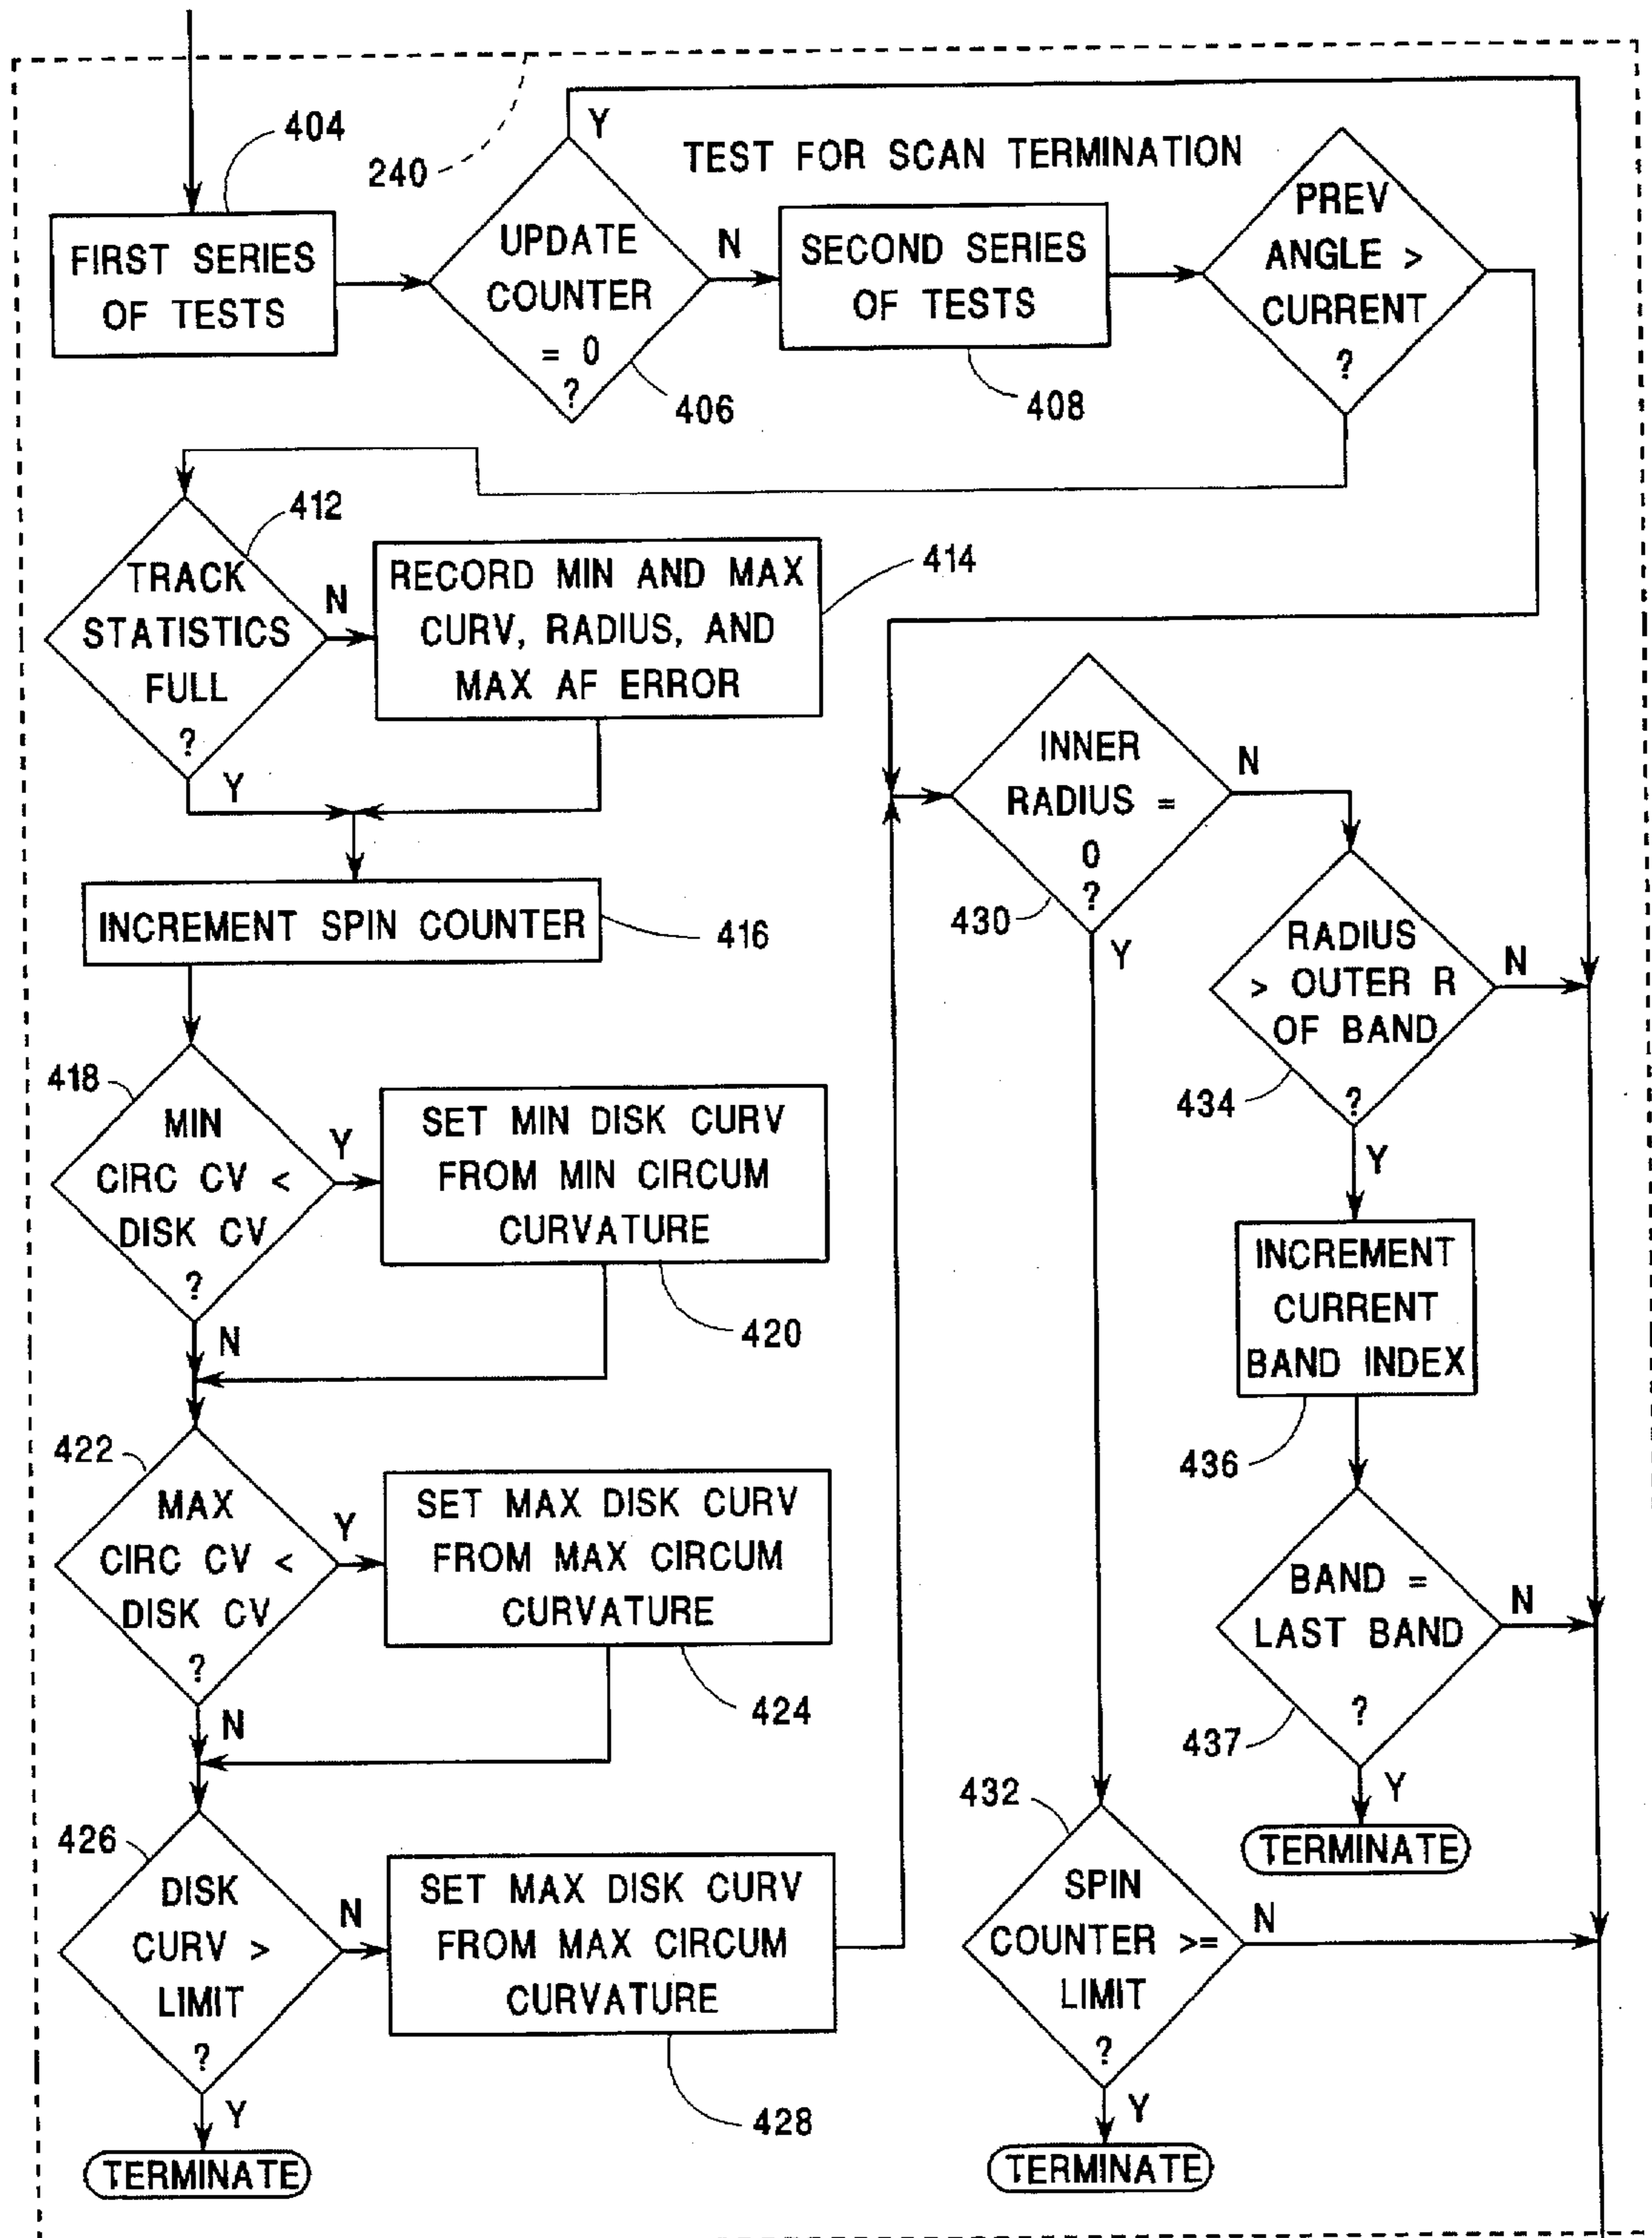 404
240
Y
TEST FOR SCAN TERMINATION
FIRST SERIES
OF TESTS
UPDATE
COUNTER
= 0
?
406
N
SECOND SERIES
OF TESTS
408
PREV
ANGLE >
CURRENT
?
412
TRACK
STATISTICS
FULL
?
N
Y
RECORD MIN AND MAX
CURV, RADIUS, AND
MAX AF ERROR
414
INCREMENT SPIN COUNTER
416
418
MIN
CIRC CV <
DISK CV
?
Y
N
SET MIN DISK CURV
FROM MIN CIRCUM
CURVATURE
420
422
MAX
CIRC CV <
DISK CV
?
Y
N
SET MAX DISK CURV
FROM MAX CIRCUM
CURVATURE
424
426
DISK
CURV >
LIMIT
?
N
Y
TERMINATE
SET MAX DISK CURV
FROM MAX CIRCUM
CURVATURE
428
INNER
RADIUS =
0
?
430
N
Y
RADIUS
> OUTER R
OF BAND
?
434
N
Y
INCREMENT
CURRENT
BAND INDEX
436
BAND =
LAST BAND
?
437
N
Y
TERMINATE
432
SPIN
COUNTER >=
LIMIT
?
N
Y
TERMINATE